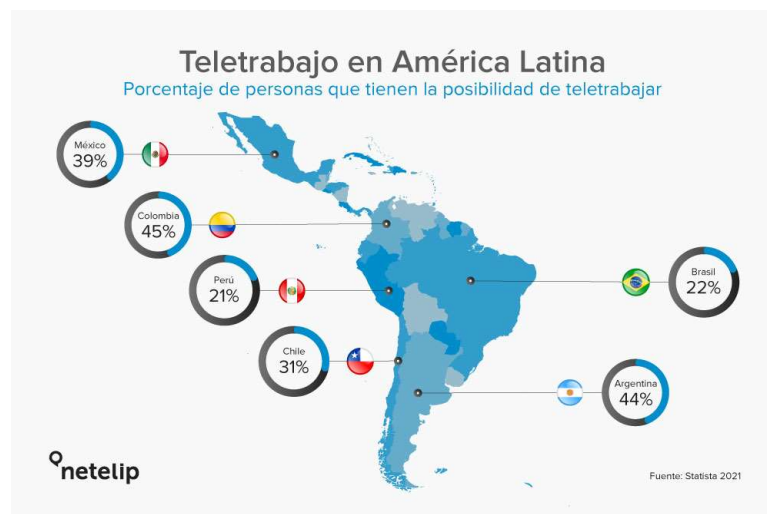 Teletrabajo en América Latina
Porcentaje de personas que tienen la posibilidad de teletrabajar
México
39%
Colombia
45%
Perú
21%
Brasil
22%
Chile
31%
Argentina
44%
netelip
Fuente: Statista 2021